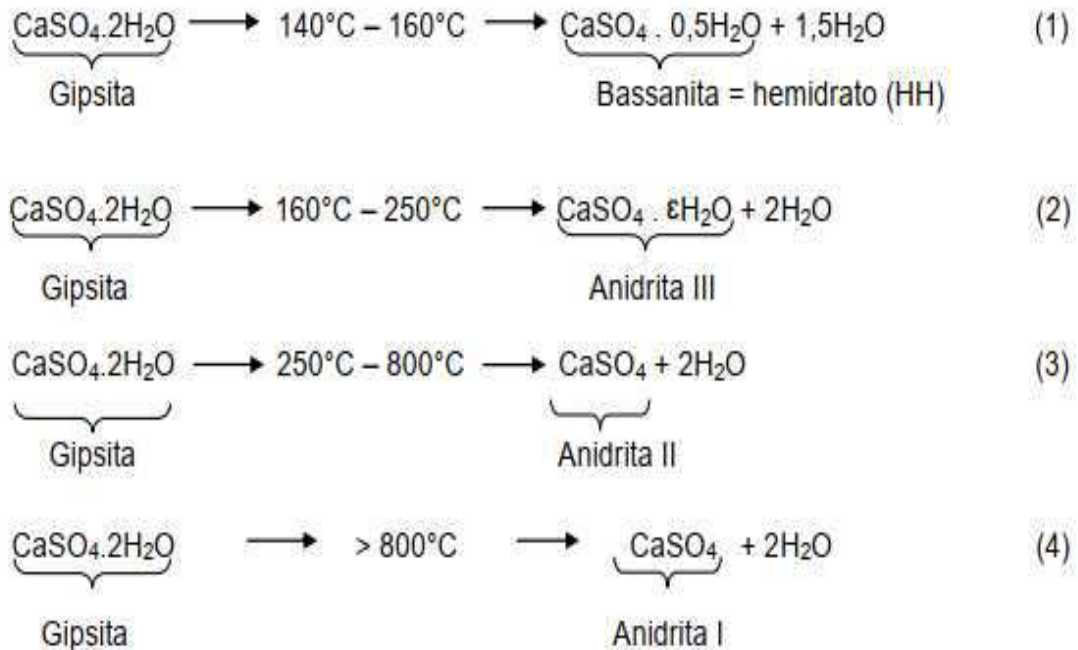 CaSO₄.2H₂O → 140°C – 160°C → CaSO₄ . 0,5H₂O + 1,5H₂O (1)
Gipsita Bassanita = hemidrato (HH)
CaSO₄.2H₂O → 160°C – 250°C → CaSO₄ . εH₂O + 2H₂O (2)
Gipsita Anidrita III
CaSO₄.2H₂O → 250°C – 800°C → CaSO₄ + 2H₂O (3)
Gipsita Anidrita II
CaSO₄.2H₂O → > 800°C → CaSO₄ + 2H₂O (4)
Gipsita Anidrita I